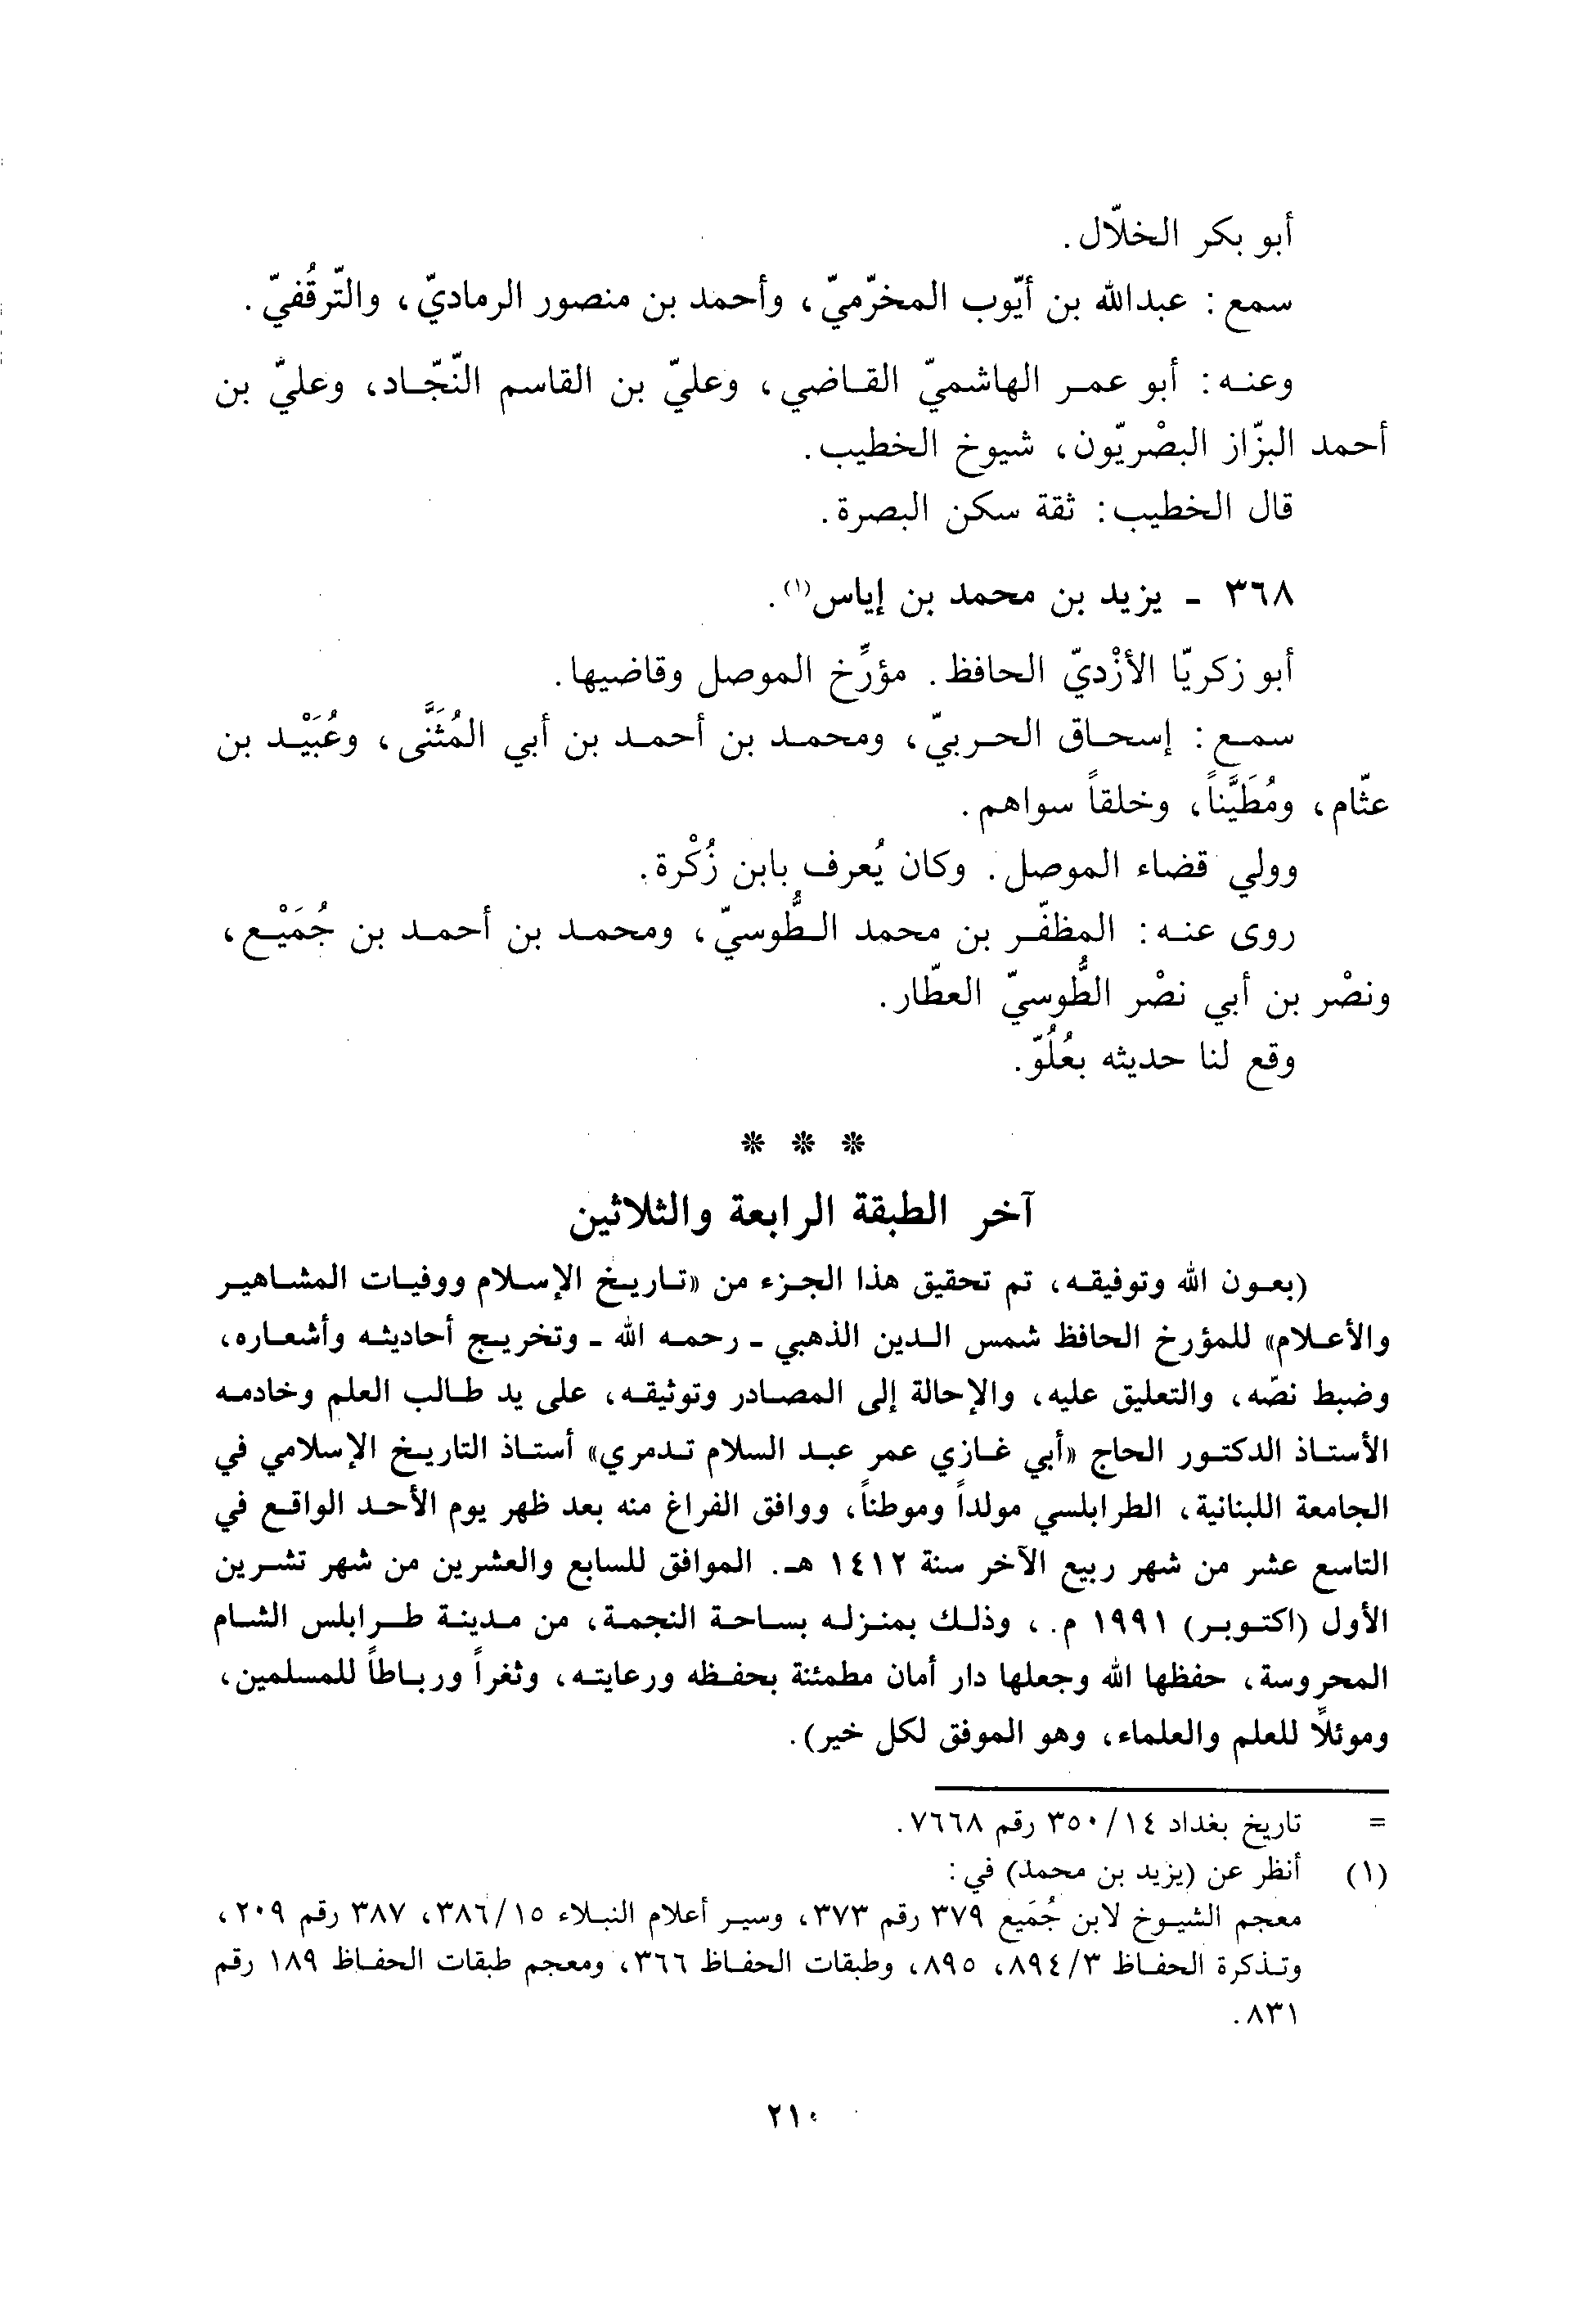 أبو بكر الخلاّل.
سمع: عبدالله بن أيّوب المخرّميّ، وأحمد بن منصور الرماديّ، والتّرقُفيّ.
وعنه: أبو عمر الهاشميّ القاضي، وعليّ بن القاسم النّجّاد، وعليّ بن
أحمد البزّاز البصْريّون، شيوخ الخطيب.
قال الخطيب: ثقة سكن البصرة.
٣٦٨ - يزيد بن محمد بن إياس(١).
أبو زكريّا الأزْديّ الحافظ. مؤرِّخ الموصل وقاضيها.
سمع: إسحاق الحربيّ، ومحمد بن أحمد بن أبي المُثَنَّى، وعُبَيْد بن
عثّام، ومُطَيَّناً، وخلقاً سواهم.
وولي قضاء الموصل. وكان يُعرف بابن زُكْرة.
روى عنه: المظفّر بن محمد الطُّوسيّ، ومحمد بن أحمد بن جُمَيْع،
ونصْر بن أبي نصْر الطُّوسيّ العطّار.
وقع لنا حديثه بعُلُوّ.
* * *
آخر الطبقة الرابعة والثلاثين
(بعون الله وتوفيقه، تم تحقيق هذا الجزء من «تاريخ الإسلام ووفيات المشاهير
والأعلام» للمؤرخ الحافظ شمس الدين الذهبي - رحمه الله - وتخريج أحاديثه وأشعاره،
وضبط نصّه، والتعليق عليه، والإحالة إلى المصادر وتوثيقه، على يد طالب العلم وخادمه
الأستاذ الدكتور الحاج «أبي غازي عمر عبد السلام تدمري» أستاذ التاريخ الإسلامي في
الجامعة اللبنانية، الطرابلسي مولداً وموطناً، ووافق الفراغ منه بعد ظهر يوم الأحد الواقع في
التاسع عشر من شهر ربيع الآخر سنة ١٤١٢ هـ. الموافق للسابع والعشرين من شهر تشرين
الأول (اكتوبر) ١٩٩١ م.، وذلك بمنزله بساحة النجمة، من مدينة طرابلس الشام
المحروسة، حفظها الله وجعلها دار أمان مطمئنة بحفظه ورعايته، وثغراً ورباطاً للمسلمين،
وموئلاً للعلم والعلماء، وهو الموفق لكل خير).
= تاريخ بغداد ١٤/ ٣٥٠ رقم ٧٦٦٨.
(١) أنظر عن (يزيد بن محمد) في:
معجم الشيوخ لابن جُمَيع ٣٧٩ رقم ٣٧٣، وسير أعلام النبلاء ١٥/ ٣٨٦، ٣٨٧ رقم ٢٠٩،
وتذكرة الحفاظ ٣/ ٨٩٤، ٨٩٥، وطبقات الحفاظ ٣٦٦، ومعجم طبقات الحفاظ ١٨٩ رقم
٨٣١.
٢١٠